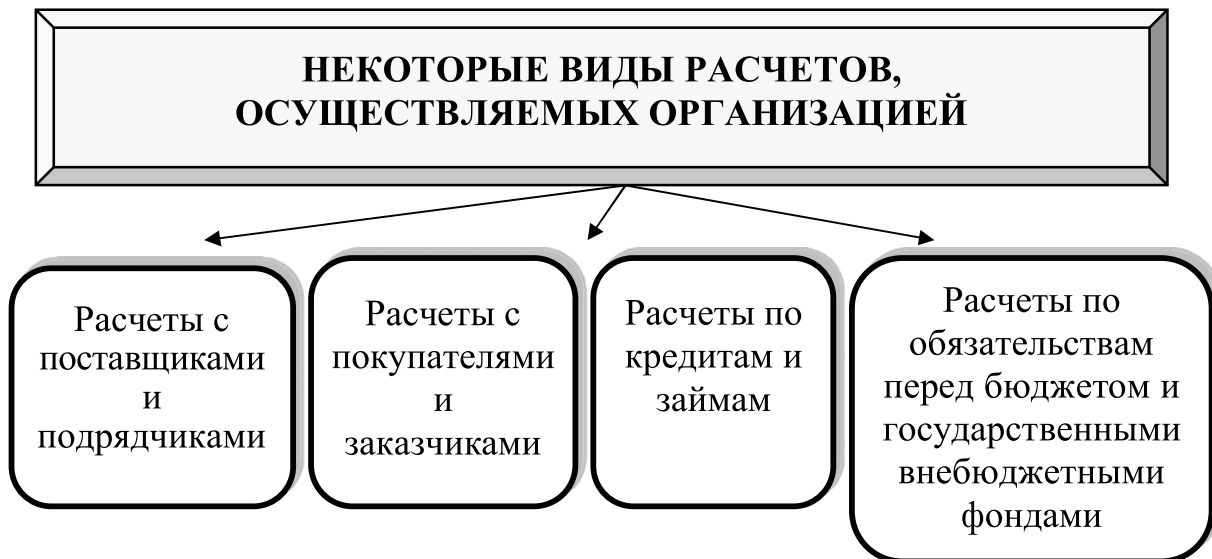 НЕКОТОРЫЕ ВИДЫ РАСЧЕТОВ,
ОСУЩЕСТВЛЯЕМЫХ ОРГАНИЗАЦИЕЙ
Расчеты с
поставщиками
и
подрядчиками
Расчеты с
покупателями
и
заказчиками
Расчеты по
кредитам и
займам
Расчеты по
обязательствам
перед бюджетом и
государственными
внебюджетными
фондами